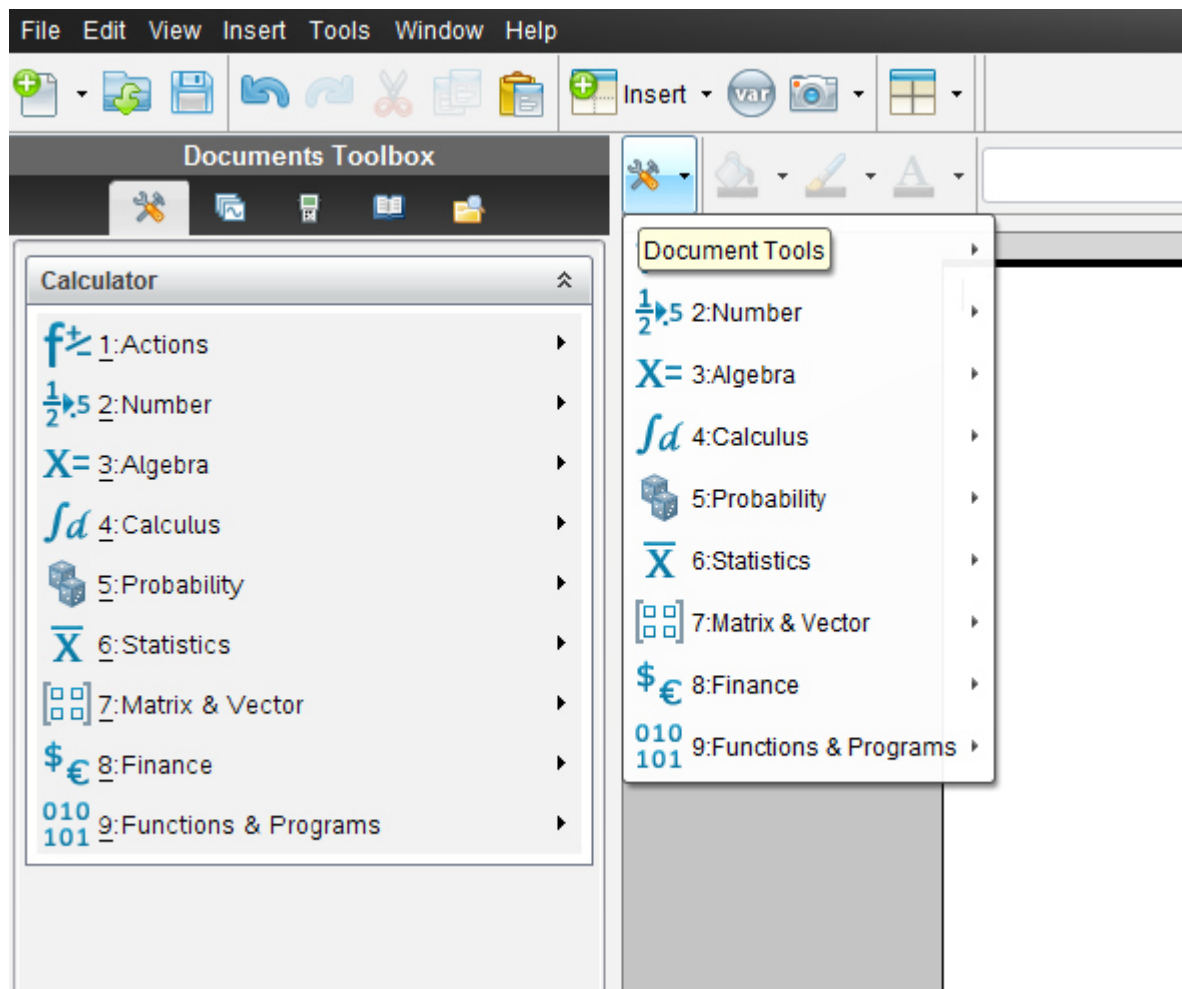 File Edit View Insert Tools Window Help
Insert
var
Documents Toolbox
Calculator
1:Actions
2:Number
3:Algebra
4:Calculus
5:Probability
6:Statistics
7:Matrix & Vector
8:Finance
9:Functions & Programs
Document Tools
2:Number
3:Algebra
4:Calculus
5:Probability
6:Statistics
7:Matrix & Vector
8:Finance
9:Functions & Programs